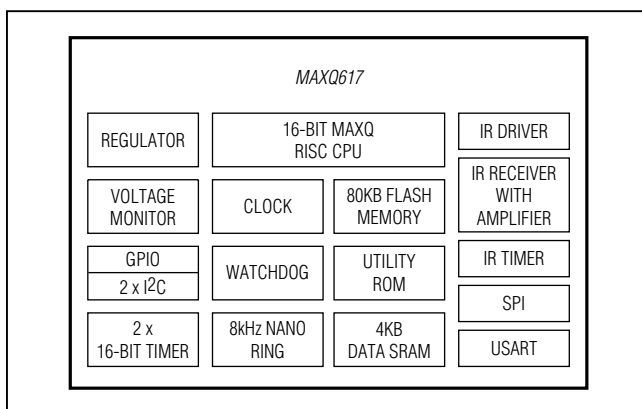 MAXQ617
REGULATOR
16-BIT MAXQ
RISC CPU
IR DRIVER
VOLTAGE
MONITOR
CLOCK
80KB FLASH
MEMORY
IR RECEIVER
WITH
AMPLIFIER
GPIO
2 x I²C
WATCHDOG
UTILITY
ROM
IR TIMER
SPI
2 x
16-BIT TIMER
8kHz NANO
RING
4KB
DATA SRAM
USART